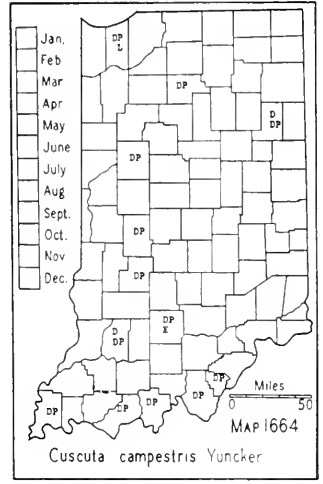 Jan.
Feb
Mar
Apr
May
June
July
Aug
Sept.
Oct.
Nov
Dec.
DP
L
DP
D
DP
DP
DP
DP
DP
K
D
DP
DP
DP
DP
DP
DP
Miles
0 50
MAP 1664
Cuscuta campestris Yuncker